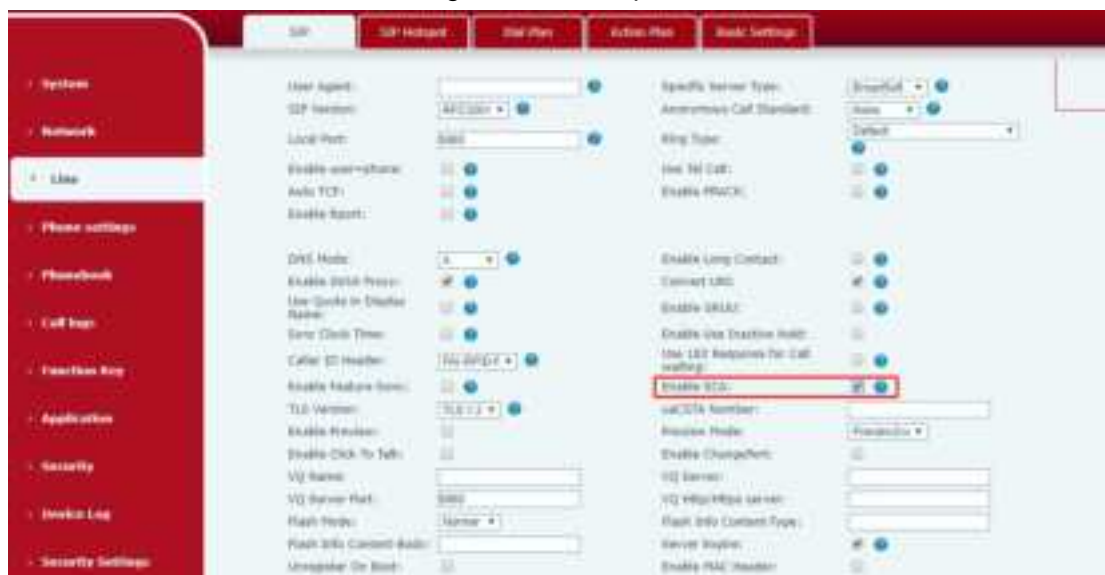 SIP SIP Hotspot Dial Plan Action Plan Basic Settings
System
Network
Line
Phone settings
Phonebook
Call logs
Function Key
Application
Security
Device Log
Security Settings
User Agent: Specific Server Type: BroadSoft
SIP Version: RFC3261 Anonymous Call Standard: None
Local Port: 5060 Ring Type: Default
Enable user=phone: Use Tel Call:
Auto TCP: Enable PRACK:
Enable Rport:
DNS Mode: A Enable Long Contact:
Enable Strict Proxy: Convert URI:
Use Quote in Display Name: Enable GRUU:
Sync Clock Time: Enable Use Inactive Hold:
Caller ID Header: Use 182 Response for Call waiting:
Enable Feature Sync: Enable SCA:
TLS Version: uaCSTA Number:
Enable Preview: Preview Mode:
Enable Click To Talk: Enable ChangePort:
VQ Name: VQ Server:
VQ Server Port: 5060 VQ Http/Https server:
Flash Mode: Normal Flash Info Content-Type:
Flash Info Content-Body: Server Expire:
Unregister On Boot: Enable MAC Header: